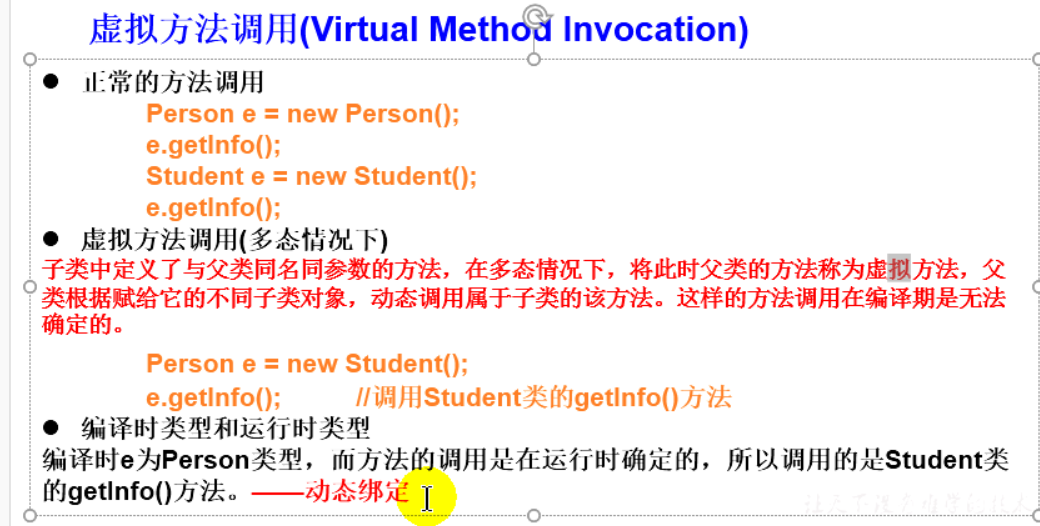 虚拟方法调用(Virtual Method Invocation)
● 正常的方法调用
Person e = new Person();
e.getInfo();
Student e = new Student();
e.getInfo();
● 虚拟方法调用(多态情况下)
子类中定义了与父类同名同参数的方法，在多态情况下，将此时父类的方法称为虚拟方法，父
类根据赋给它的不同子类对象，动态调用属于子类的该方法。这样的方法调用在编译期是无法
确定的。
Person e = new Student();
e.getInfo(); //调用Student类的getInfo()方法
● 编译时类型和运行时类型
编译时e为Person类型，而方法的调用是在运行时确定的，所以调用的是Student类
的getInfo()方法。——动态绑定